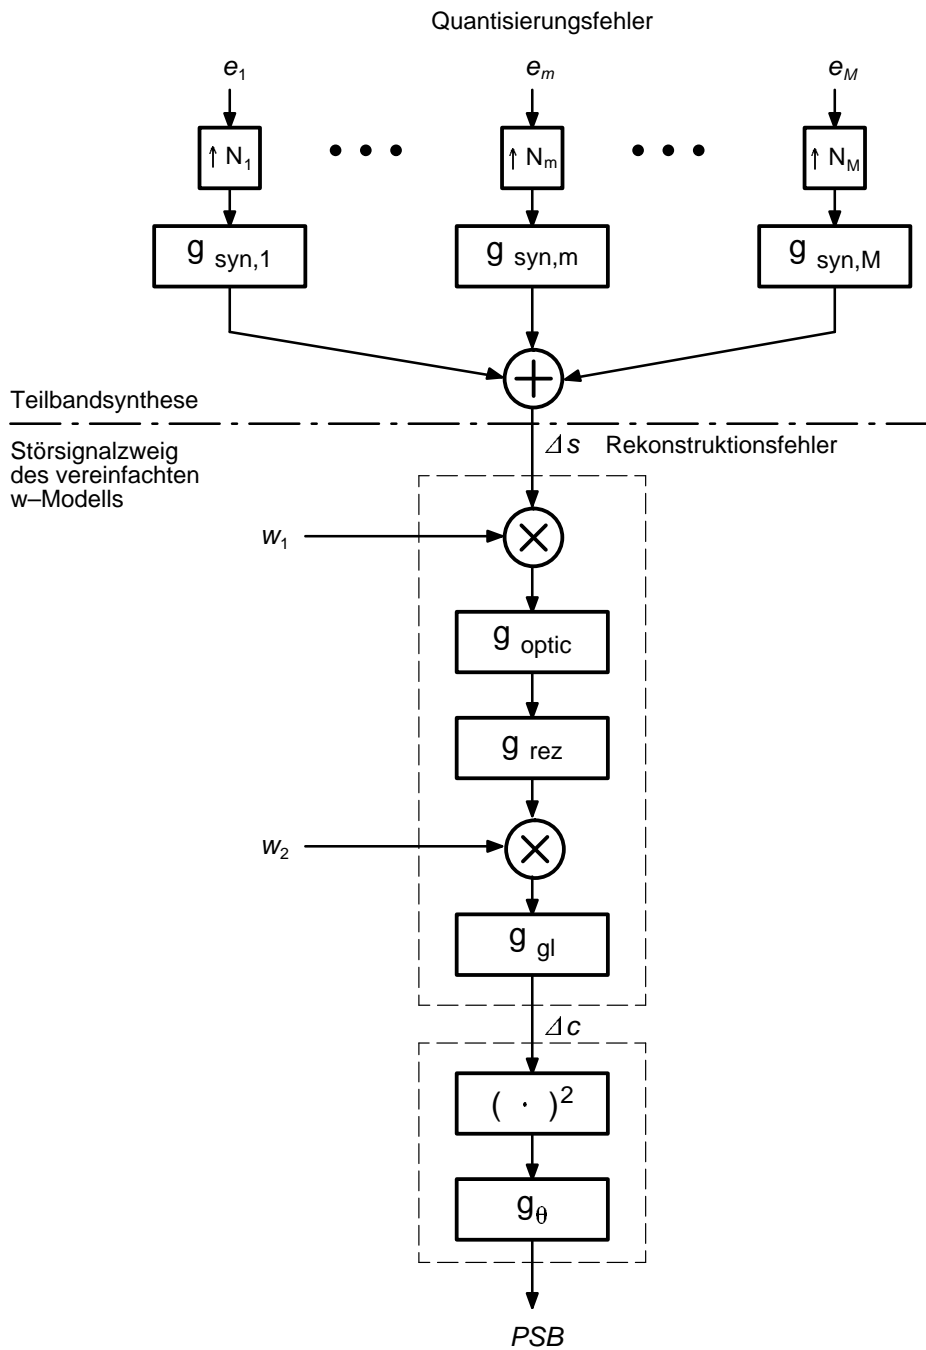 Quantisierungsfehler
e1 em eM
↑ N1 • • • ↑ Nm • • • ↑ NM
g syn,1 g syn,m g syn,M
+
Teilbandsynthese
Störsignalzweig
des vereinfachten
w–Modells
Δs Rekonstruktionsfehler
w1 ×
g optic
g rez
w2 ×
g gl
Δc
( · )2
gθ
PSB